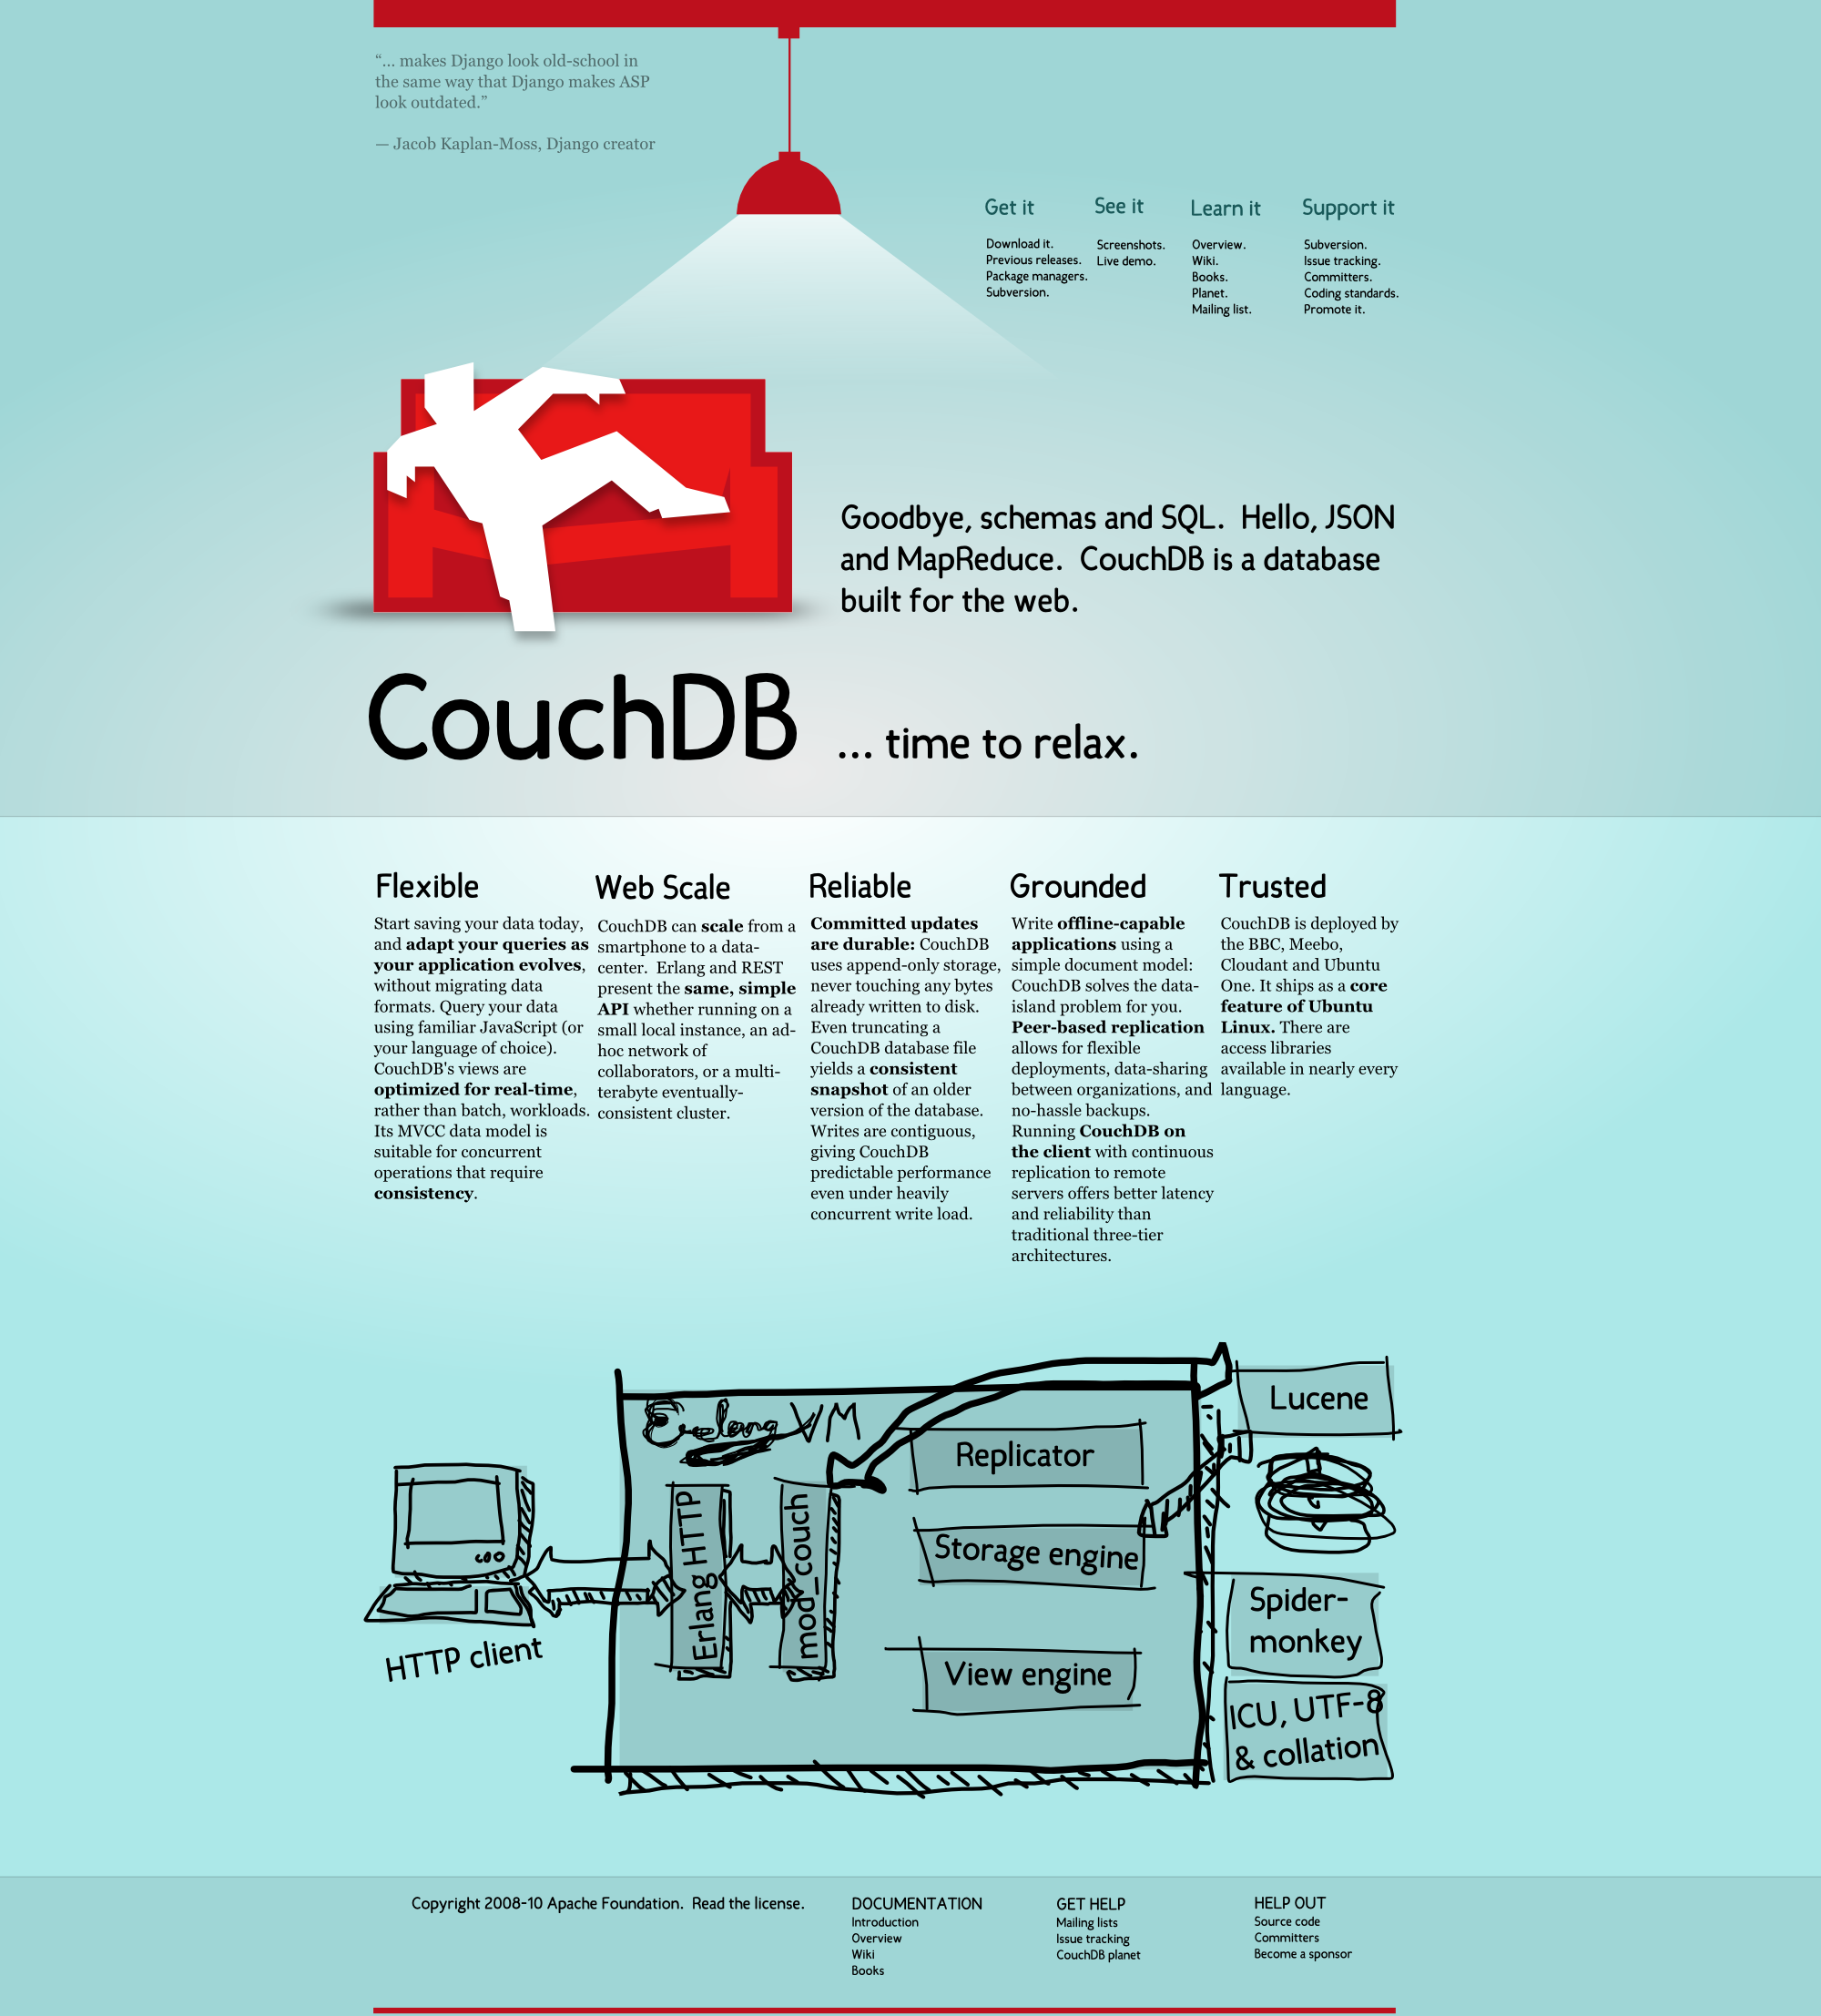 “... makes Django look old-school in
the same way that Django makes ASP
look outdated.”
— Jacob Kaplan-Moss, Django creator
Get it
Download it.
Previous releases.
Package managers.
Subversion.
See it
Screenshots.
Live demo.
Learn it
Overview.
Wiki.
Books.
Planet.
Mailing list.
Support it
Subversion.
Issue tracking.
Committers.
Coding standards.
Promote it.
Goodbye, schemas and SQL.  Hello, JSON
and MapReduce.  CouchDB is a database
built for the web.
CouchDB
... time to relax.
Flexible
Start saving your data today,
and adapt your queries as
your application evolves,
without migrating data
formats. Query your data
using familiar JavaScript (or
your language of choice).
CouchDB's views are
optimized for real-time,
rather than batch, workloads.
Its MVCC data model is
suitable for concurrent
operations that require
consistency.
Web Scale
CouchDB can scale from a
smartphone to a data-
center.  Erlang and REST
present the same, simple
API whether running on a
small local instance, an ad-
hoc network of
collaborators, or a multi-
terabyte eventually-
consistent cluster.
Reliable
Committed updates
are durable: CouchDB
uses append-only storage,
never touching any bytes
already written to disk.
Even truncating a
CouchDB database file
yields a consistent
snapshot of an older
version of the database.
Writes are contiguous,
giving CouchDB
predictable performance
even under heavily
concurrent write load.
Grounded
Write offline-capable
applications using a
simple document model:
CouchDB solves the data-
island problem for you.
Peer-based replication
allows for flexible
deployments, data-sharing
between organizations, and
no-hassle backups.
Running CouchDB on
the client with continuous
replication to remote
servers offers better latency
and reliability than
traditional three-tier
architectures.
Trusted
CouchDB is deployed by
the BBC, Meebo,
Cloudant and Ubuntu
One. It ships as a core
feature of Ubuntu
Linux. There are
access libraries
available in nearly every
language.
Erlang VM
HTTP client
Erlang HTTP
mod_couch
Replicator
Storage engine
View engine
Lucene
Spider-
monkey
ICU, UTF-8
& collation
Copyright 2008-10 Apache Foundation.  Read the license.
DOCUMENTATION
Introduction
Overview
Wiki
Books
GET HELP
Mailing lists
Issue tracking
CouchDB planet
HELP OUT
Source code
Committers
Become a sponsor